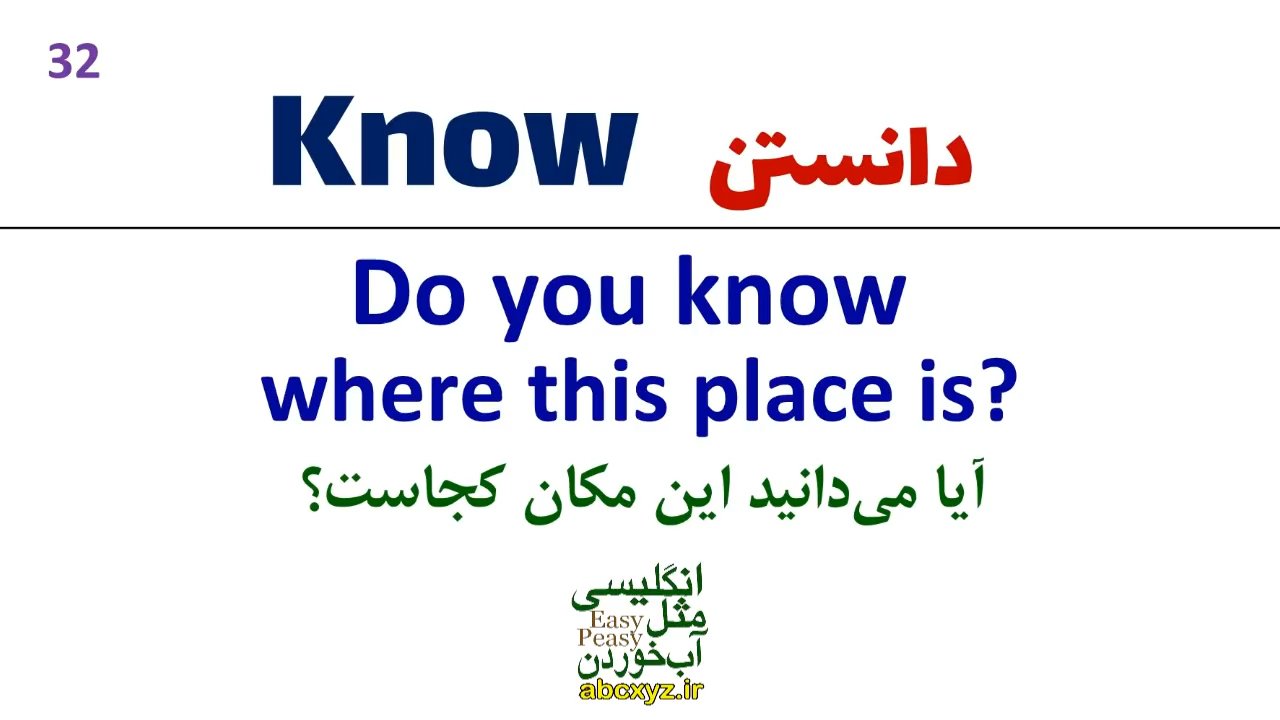 32
Know دانستن
Do you know
where this place is?
آیا می‌دانید این مکان کجاست؟
انگلیسی
Easy مثل
Peasy
آب‌خوردن
abcxyz.ir